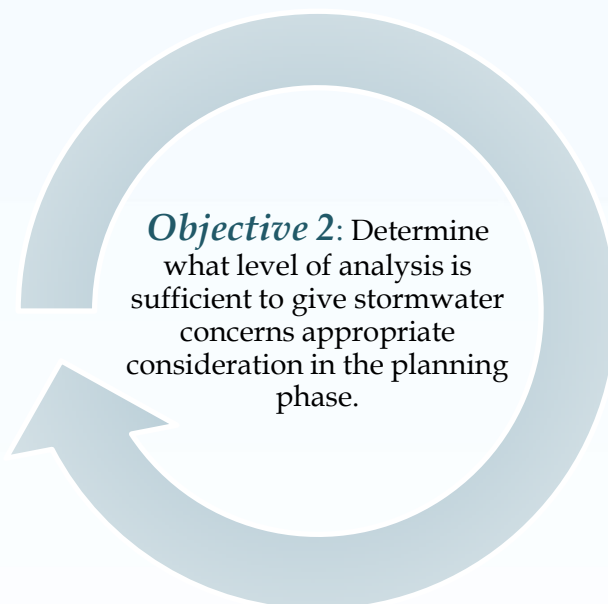 Objective 2: Determine
what level of analysis is
sufficient to give stormwater
concerns appropriate
consideration in the planning
phase.